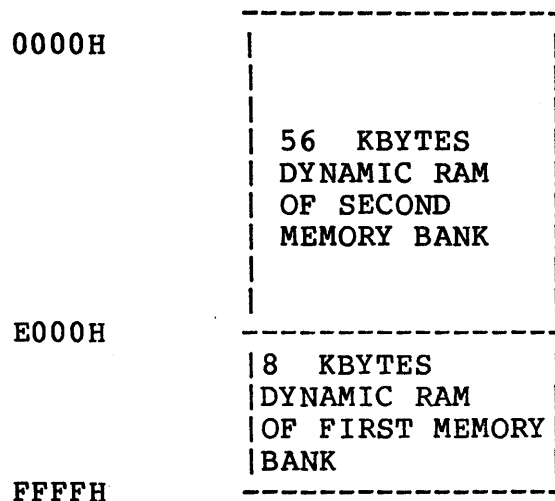 0000H
56 KBYTES
DYNAMIC RAM
OF SECOND
MEMORY BANK
E000H
8 KBYTES
DYNAMIC RAM
OF FIRST MEMORY
BANK
FFFFH